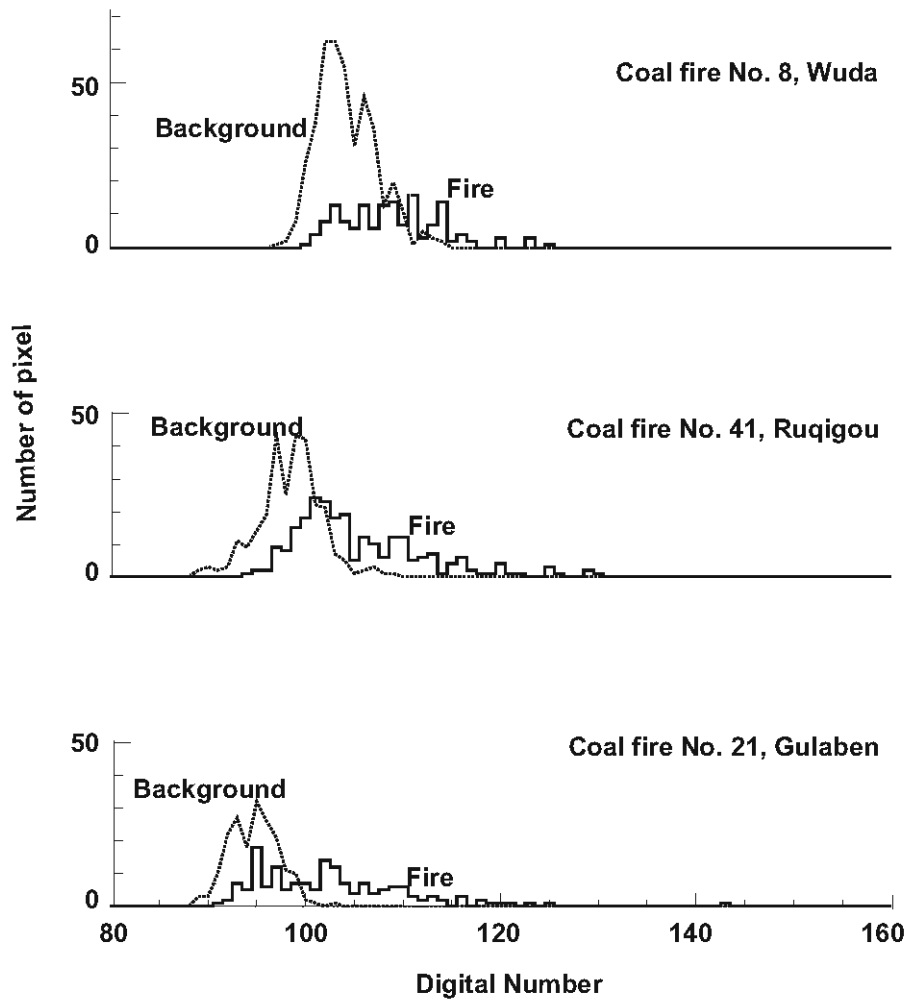 50
Coal fire No. 8, Wuda
Background
Fire
0
Number of pixel
50
Background
Coal fire No. 41, Ruqigou
Fire
0
50
Coal fire No. 21, Gulaben
Background
Fire
0
80 100 120 140 160
Digital Number